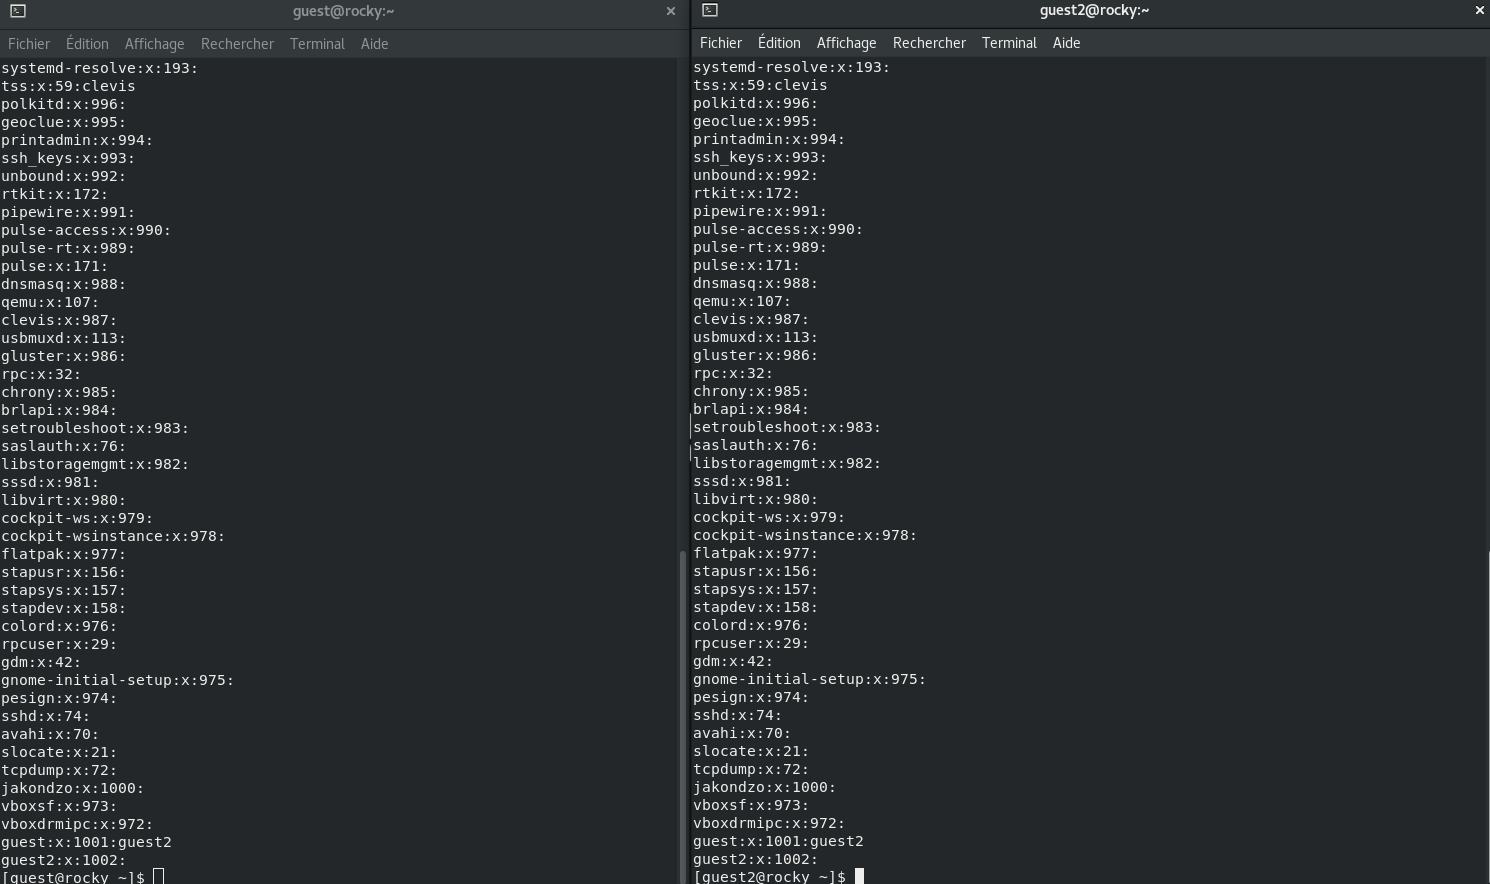 guest@rocky:~
Fichier Édition Affichage Rechercher Terminal Aide
systemd-resolve:x:193:
tss:x:59:clevis
polkitd:x:996:
geoclue:x:995:
printadmin:x:994:
ssh_keys:x:993:
unbound:x:992:
rtkit:x:172:
pipewire:x:991:
pulse-access:x:990:
pulse-rt:x:989:
pulse:x:171:
dnsmasq:x:988:
qemu:x:107:
clevis:x:987:
usbmuxd:x:113:
gluster:x:986:
rpc:x:32:
chrony:x:985:
brlapi:x:984:
setroubleshoot:x:983:
saslauth:x:76:
libstoragemgmt:x:982:
sssd:x:981:
libvirt:x:980:
cockpit-ws:x:979:
cockpit-wsinstance:x:978:
flatpak:x:977:
stapusr:x:156:
stapsys:x:157:
stapdev:x:158:
colord:x:976:
rpcuser:x:29:
gdm:x:42:
gnome-initial-setup:x:975:
pesign:x:974:
sshd:x:74:
avahi:x:70:
slocate:x:21:
tcpdump:x:72:
jakondzo:x:1000:
vboxsf:x:973:
vboxdrmipc:x:972:
guest:x:1001:guest2
guest2:x:1002:
[guest@rocky ~]$
guest2@rocky:~
Fichier Édition Affichage Rechercher Terminal Aide
systemd-resolve:x:193:
tss:x:59:clevis
polkitd:x:996:
geoclue:x:995:
printadmin:x:994:
ssh_keys:x:993:
unbound:x:992:
rtkit:x:172:
pipewire:x:991:
pulse-access:x:990:
pulse-rt:x:989:
pulse:x:171:
dnsmasq:x:988:
qemu:x:107:
clevis:x:987:
usbmuxd:x:113:
gluster:x:986:
rpc:x:32:
chrony:x:985:
brlapi:x:984:
setroubleshoot:x:983:
saslauth:x:76:
libstoragemgmt:x:982:
sssd:x:981:
libvirt:x:980:
cockpit-ws:x:979:
cockpit-wsinstance:x:978:
flatpak:x:977:
stapusr:x:156:
stapsys:x:157:
stapdev:x:158:
colord:x:976:
rpcuser:x:29:
gdm:x:42:
gnome-initial-setup:x:975:
pesign:x:974:
sshd:x:74:
avahi:x:70:
slocate:x:21:
tcpdump:x:72:
jakondzo:x:1000:
vboxsf:x:973:
vboxdrmipc:x:972:
guest:x:1001:guest2
guest2:x:1002:
[guest2@rocky ~]$